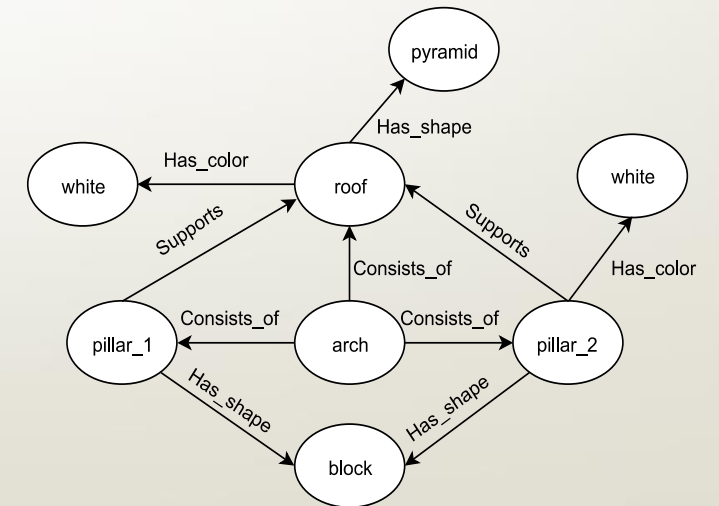 pyramid
Has_shape
Has_color
white
roof
white
Supports
Supports
Consists_of
Has_color
Consists_of
Consists_of
pillar_1
arch
pillar_2
Has_shape
Has_shape
block